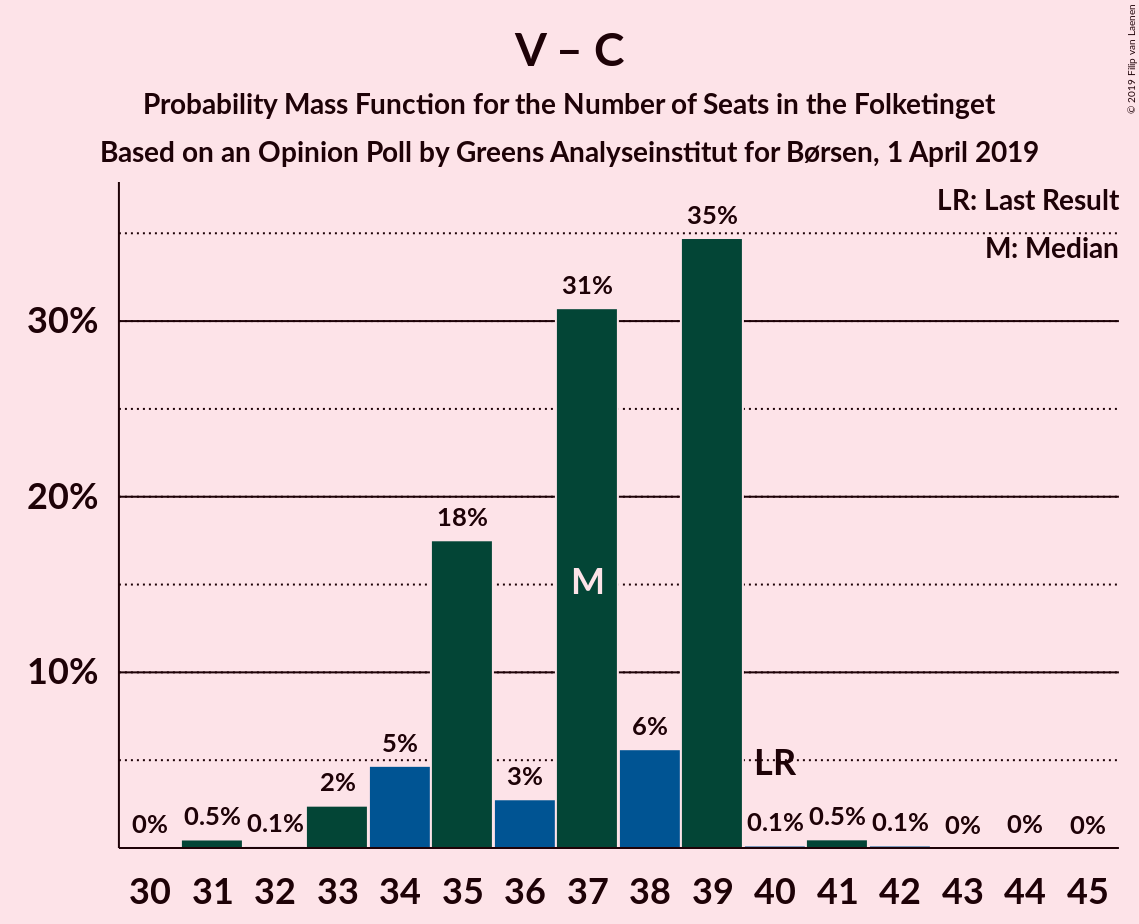 V – C
Probability Mass Function for the Number of Seats in the Folketinget
Based on an Opinion Poll by Greens Analyseinstitut for Børsen, 1 April 2019
© 2019 Filip van Laenen
LR: Last Result
M: Median
30%
20%
10%
0% 0.5% 0.1% 2% 5% 18% 3% 31% 6% 35% 0.1% 0.5% 0.1% 0% 0% 0%
M
LR
30 31 32 33 34 35 36 37 38 39 40 41 42 43 44 45